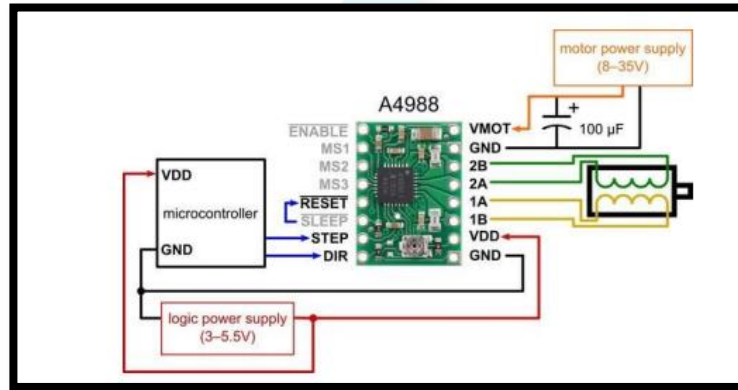 motor power supply
(8–35V)
A4988
ENABLE
MS1
MS2
MS3
RESET
SLEEP
STEP
DIR
VMOT
GND
2B
2A
1A
1B
VDD
GND
+
100 µF
VDD
microcontroller
GND
logic power supply
(3–5.5V)